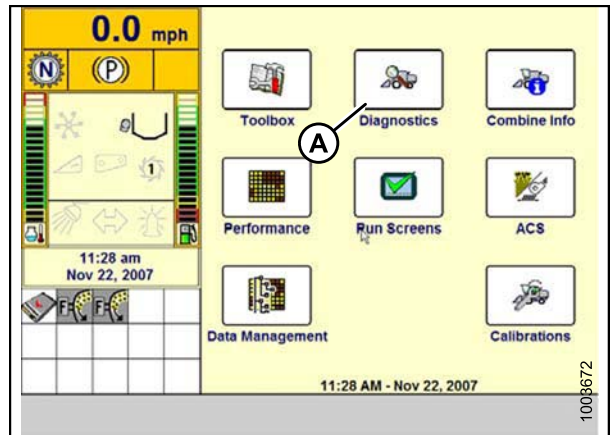 0.0 mph
N (P)
1
11:28 am
Nov 22, 2007
F F
Toolbox
Diagnostics
Combine Info
A
Performance
Run Screens
ACS
Data Management
Calibrations
11:28 AM - Nov 22, 2007
1003672